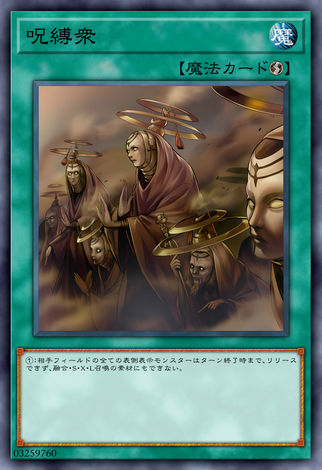 呪縛衆
魔
【魔法カード】
①:相手フィールドの全ての表側表示モンスターはターン終了時まで、リリース
できず、融合・S・X・L召喚の素材にもできない。
03259760